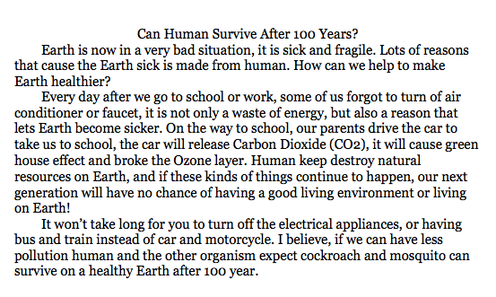 Can Human Survive After 100 Years?
Earth is now in a very bad situation, it is sick and fragile. Lots of reasons
that cause the Earth sick is made from human. How can we help to make
Earth healthier?
Every day after we go to school or work, some of us forgot to turn of air
conditioner or faucet, it is not only a waste of energy, but also a reason that
lets Earth become sicker. On the way to school, our parents drive the car to
take us to school, the car will release Carbon Dioxide (CO2), it will cause green
house effect and broke the Ozone layer. Human keep destroy natural
resources on Earth, and if these kinds of things continue to happen, our next
generation will have no chance of having a good living environment or living
on Earth!
It won't take long for you to turn off the electrical appliances, or having
bus and train instead of car and motorcycle. I believe, if we can have less
pollution human and the other organism expect cockroach and mosquito can
survive on a healthy Earth after 100 year.